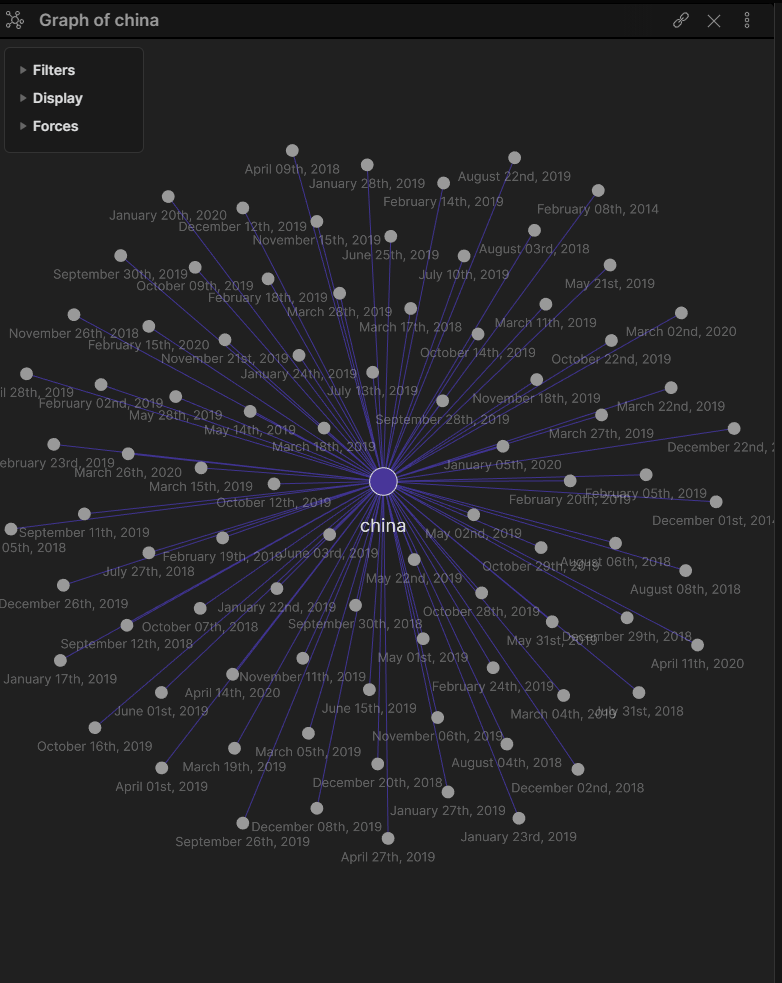 Graph of china
Filters
Display
Forces
April 09th, 2018
January 28th, 2019
August 22nd, 2019
February 14th, 2019
February 08th, 2014
January 20th, 2020
December 12th, 2019
November 15th, 2019
June 25th, 2019
August 03rd, 2018
September 30th, 2019
October 09th, 2019
July 10th, 2019
May 21st, 2019
February 18th, 2019
March 28th, 2019
March 17th, 2018
March 11th, 2019
November 26th, 2018
February 15th, 2020
March 02nd, 2020
November 21st, 2019
October 14th, 2019
October 22nd, 2019
January 24th, 2019
il 28th, 2019
July 13th, 2019
February 02nd, 2019
November 18th, 2019
May 28th, 2019
March 22nd, 2019
May 14th, 2019
September 28th, 2019
March 27th, 2019
March 18th, 2019
December 22nd,
ebruary 23rd, 2019
January 05th, 2020
March 26th, 2020
March 15th, 2019
October 12th, 2019
February 20th, 2019
February 05th, 2019
December 01st, 201
china
September 11th, 2019
May 02nd, 2019
05th, 2018
February 19th, 2019
June 03rd, 2019
October 29th, 2019
August 06th, 2018
July 27th, 2018
May 22nd, 2019
August 08th, 2018
December 26th, 2019
January 22nd, 2019
October 28th, 2019
October 07th, 2018
September 30th, 2018
September 12th, 2018
May 31st, 2019
December 29th, 2018
May 01st, 2019
April 11th, 2020
January 17th, 2019
November 11th, 2019
February 24th, 2019
April 14th, 2020
June 01st, 2019
June 15th, 2019
March 04th, 2019
July 31st, 2018
November 06th, 2019
October 16th, 2019
March 05th, 2019
August 04th, 2018
March 19th, 2019
December 20th, 2018
April 01st, 2019
December 02nd, 2018
January 27th, 2019
December 08th, 2019
January 23rd, 2019
September 26th, 2019
April 27th, 2019